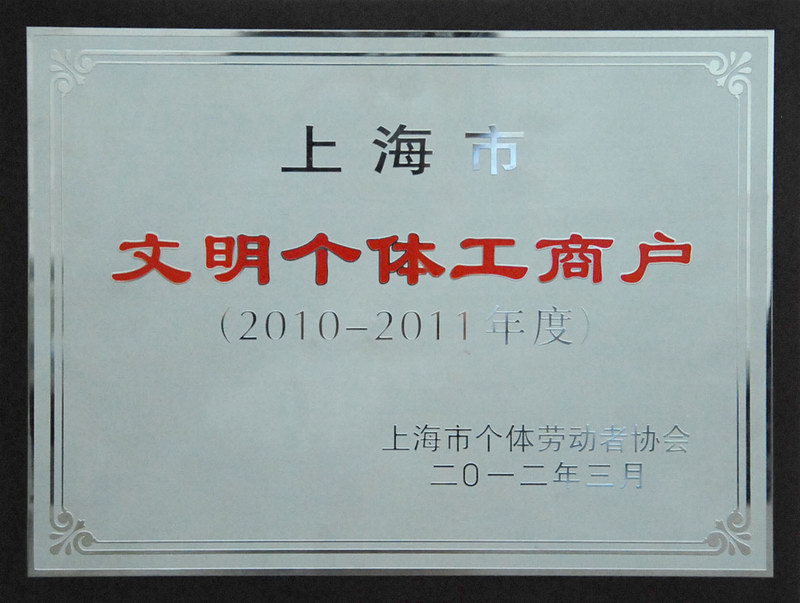 上海市
文明个体工商户
(2010-2011年度)
上海市个体劳动者协会
二0一二年三月